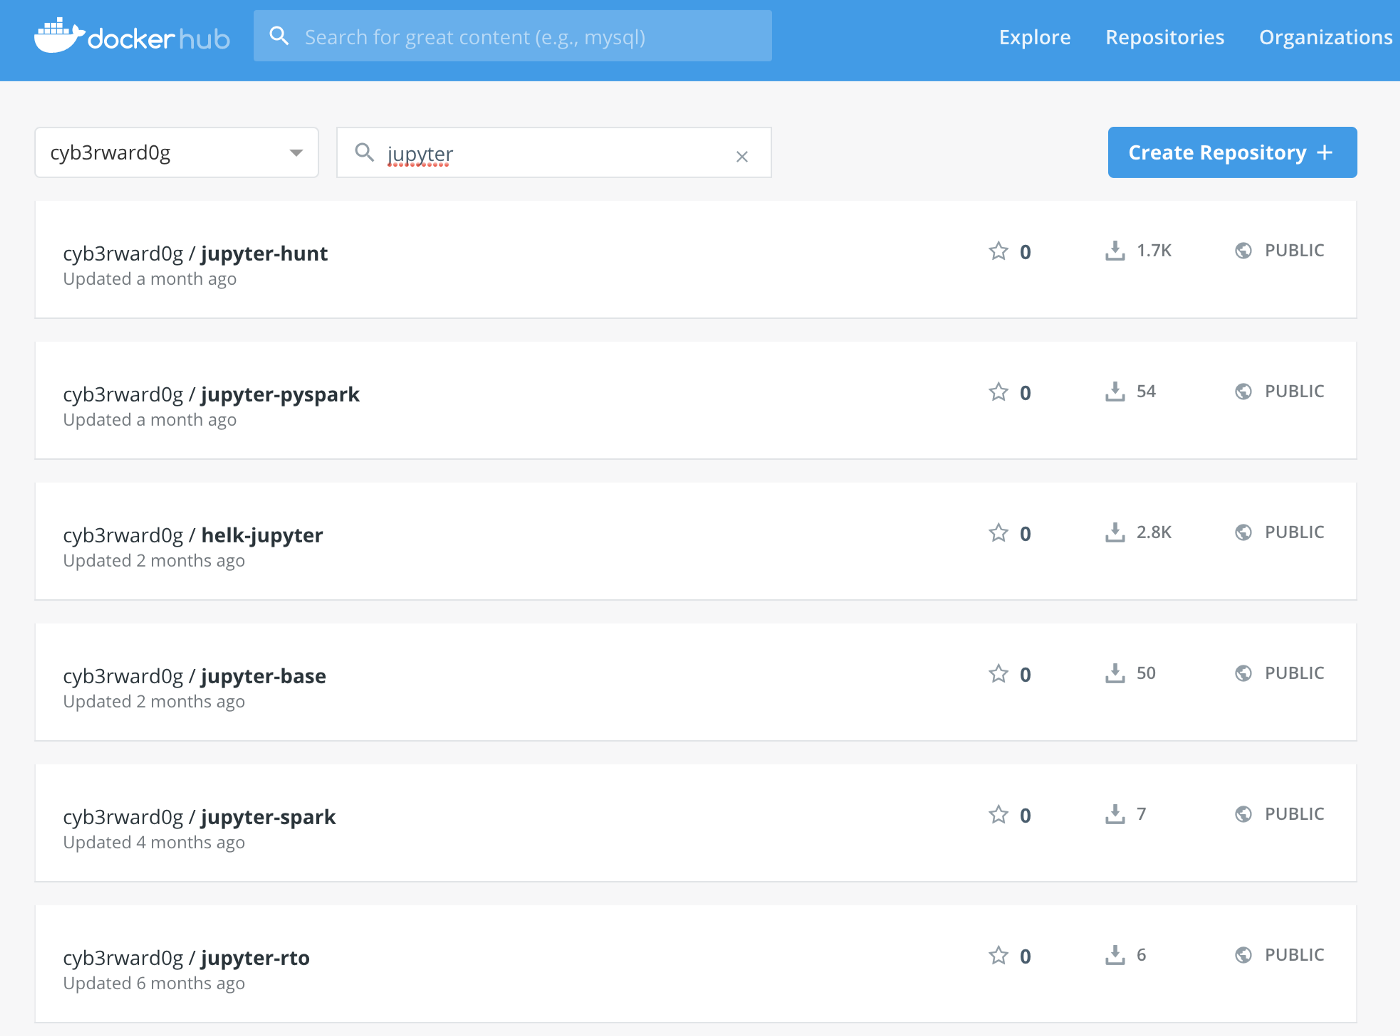 docker hub
Search for great content (e.g., mysql)
Explore Repositories Organizations
cyb3rward0g
jupyter
Create Repository +
cyb3rward0g / jupyter-hunt 0 1.7K PUBLIC
Updated a month ago
cyb3rward0g / jupyter-pyspark 0 54 PUBLIC
Updated a month ago
cyb3rward0g / helk-jupyter 0 2.8K PUBLIC
Updated 2 months ago
cyb3rward0g / jupyter-base 0 50 PUBLIC
Updated 2 months ago
cyb3rward0g / jupyter-spark 0 7 PUBLIC
Updated 4 months ago
cyb3rward0g / jupyter-rto 0 6 PUBLIC
Updated 6 months ago